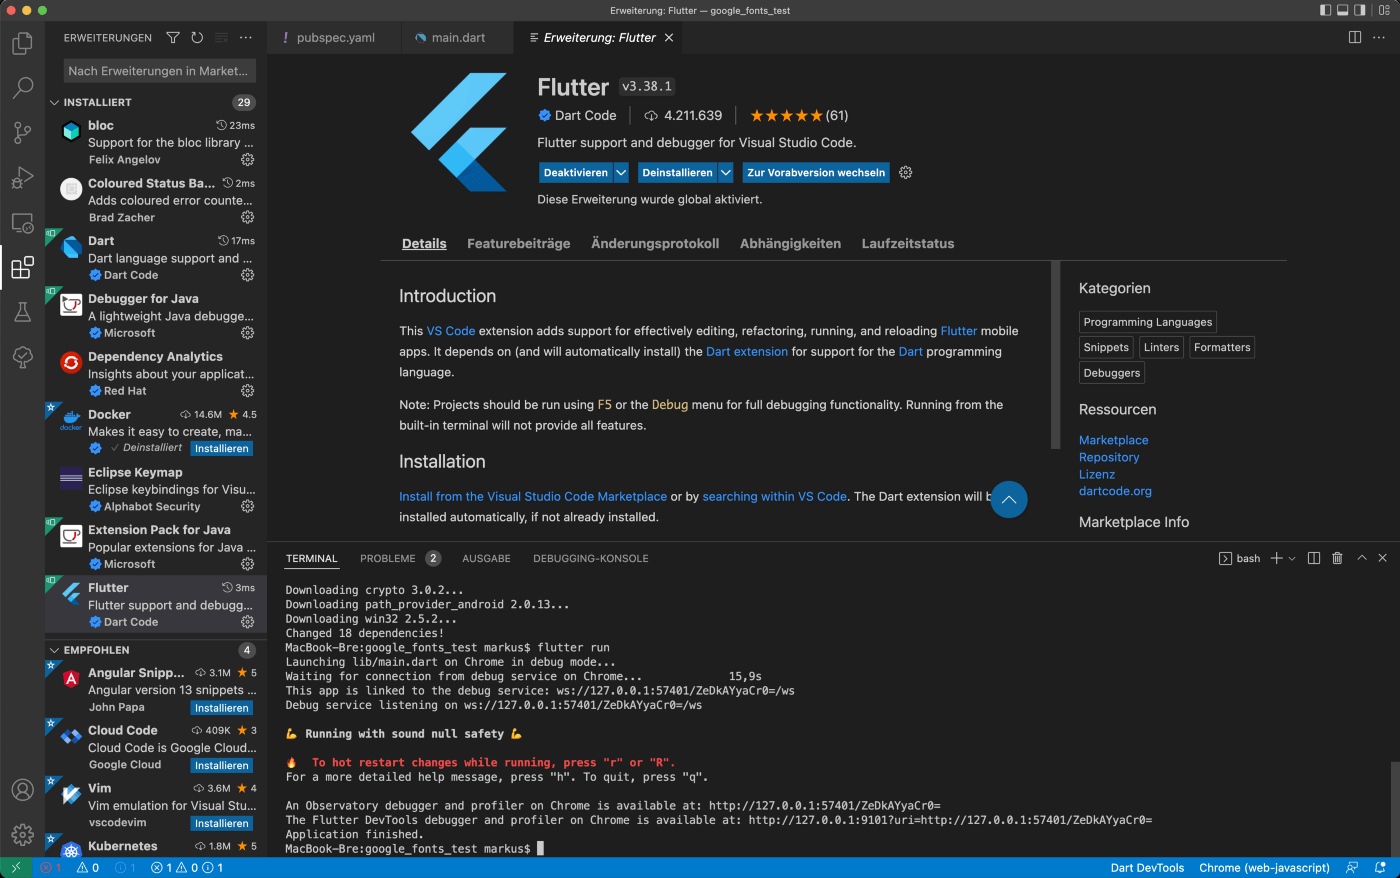 Erweiterung: Flutter — google_fonts_test
ERWEITERUNGEN
Nach Erweiterungen in Market...
INSTALLIERT 29
bloc 23ms
Support for the bloc library ...
Felix Angelov
Coloured Status Ba... 2ms
Adds coloured error counte...
Brad Zacher
Dart 17ms
Dart language support and ...
Dart Code
Debugger for Java
A lightweight Java debugge...
Microsoft
Dependency Analytics
Insights about your applicat...
Red Hat
Docker 14.6M 4.5
Makes it easy to create, ma...
Deinstalliert Installieren
Eclipse Keymap
Eclipse keybindings for Visu...
Alphabot Security
Extension Pack for Java
Popular extensions for Java ...
Microsoft
Flutter 3ms
Flutter support and debugg...
Dart Code
EMPFOHLEN 4
Angular Snipp... 3.1M 5
Angular version 13 snippets ...
John Papa Installieren
Cloud Code 409K 3
Cloud Code is Google Cloud...
Google Cloud Installieren
Vim 3.6M 4
Vim emulation for Visual Stu...
vscodevim Installieren
Kubernetes 1.8M 5
! pubspec.yaml main.dart Erweiterung: Flutter
Flutter v3.38.1
Dart Code 4.211.639 (61)
Flutter support and debugger for Visual Studio Code.
Deaktivieren Deinstallieren Zur Vorabversion wechseln
Diese Erweiterung wurde global aktiviert.
Details Featurebeiträge Änderungsprotokoll Abhängigkeiten Laufzeitstatus
Introduction
This VS Code extension adds support for effectively editing, refactoring, running, and reloading Flutter mobile
apps. It depends on (and will automatically install) the Dart extension for support for the Dart programming
language.
Note: Projects should be run using F5 or the Debug menu for full debugging functionality. Running from the
built-in terminal will not provide all features.
Installation
Install from the Visual Studio Code Marketplace or by searching within VS Code. The Dart extension will b
installed automatically, if not already installed.
Kategorien
Programming Languages
Snippets Linters Formatters
Debuggers
Ressourcen
Marketplace
Repository
Lizenz
dartcode.org
Marketplace Info
TERMINAL PROBLEME 2 AUSGABE DEBUGGING-KONSOLE bash
Downloading crypto 3.0.2...
Downloading path_provider_android 2.0.13...
Downloading win32 2.5.2...
Changed 18 dependencies!
MacBook-Bre:google_fonts_test markus$ flutter run
Launching lib/main.dart on Chrome in debug mode...
Waiting for connection from debug service on Chrome... 15,9s
This app is linked to the debug service: ws://127.0.0.1:57401/ZeDkAYyaCr0=/ws
Debug service listening on ws://127.0.0.1:57401/ZeDkAYyaCr0=/ws
💪 Running with sound null safety 💪
🔥 To hot restart changes while running, press "r" or "R".
For a more detailed help message, press "h". To quit, press "q".
An Observatory debugger and profiler on Chrome is available at: http://127.0.0.1:57401/ZeDkAYyaCr0=
The Flutter DevTools debugger and profiler on Chrome is available at: http://127.0.0.1:9101?uri=http://127.0.0.1:57401/ZeDkAYyaCr0=
Application finished.
MacBook-Bre:google_fonts_test markus$
1 0 1 1 0 1 Dart DevTools Chrome (web-javascript)